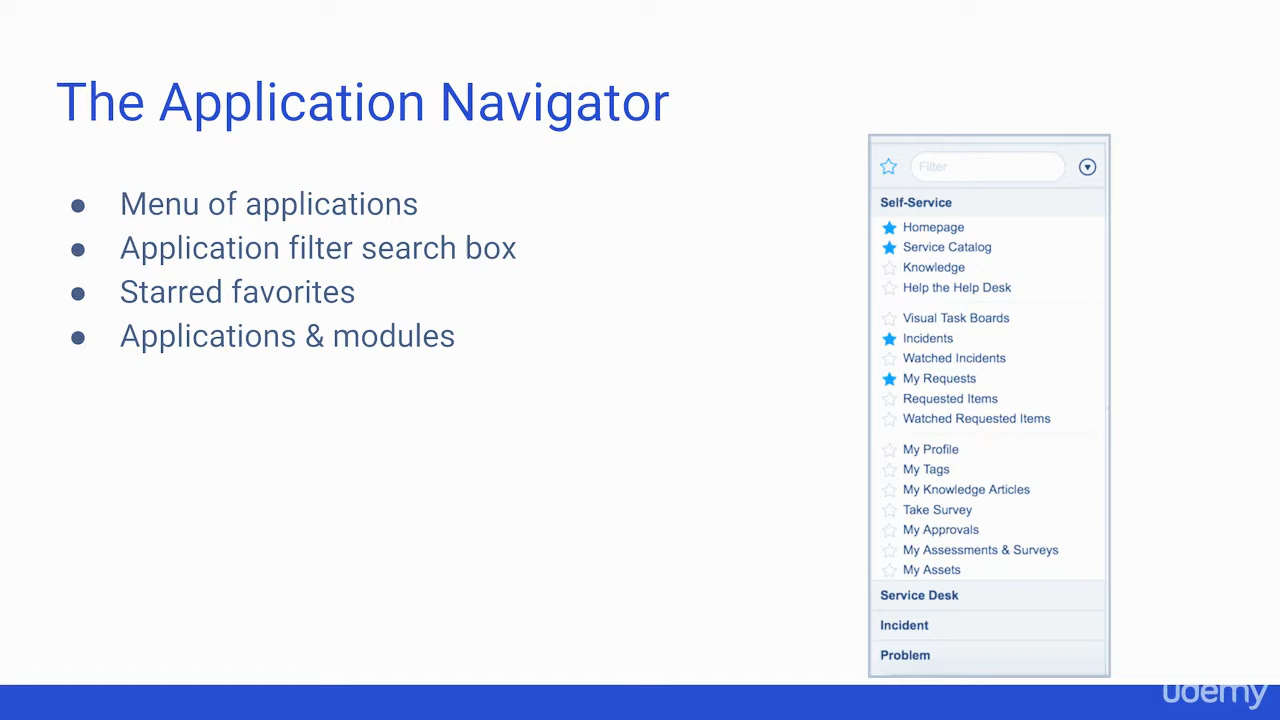 The Application Navigator
● Menu of applications
● Application filter search box
● Starred favorites
● Applications & modules
Filter
Self-Service
Homepage
Service Catalog
Knowledge
Help the Help Desk
Visual Task Boards
Incidents
Watched Incidents
My Requests
Requested Items
Watched Requested Items
My Profile
My Tags
My Knowledge Articles
Take Survey
My Approvals
My Assessments & Surveys
My Assets
Service Desk
Incident
Problem
udemy